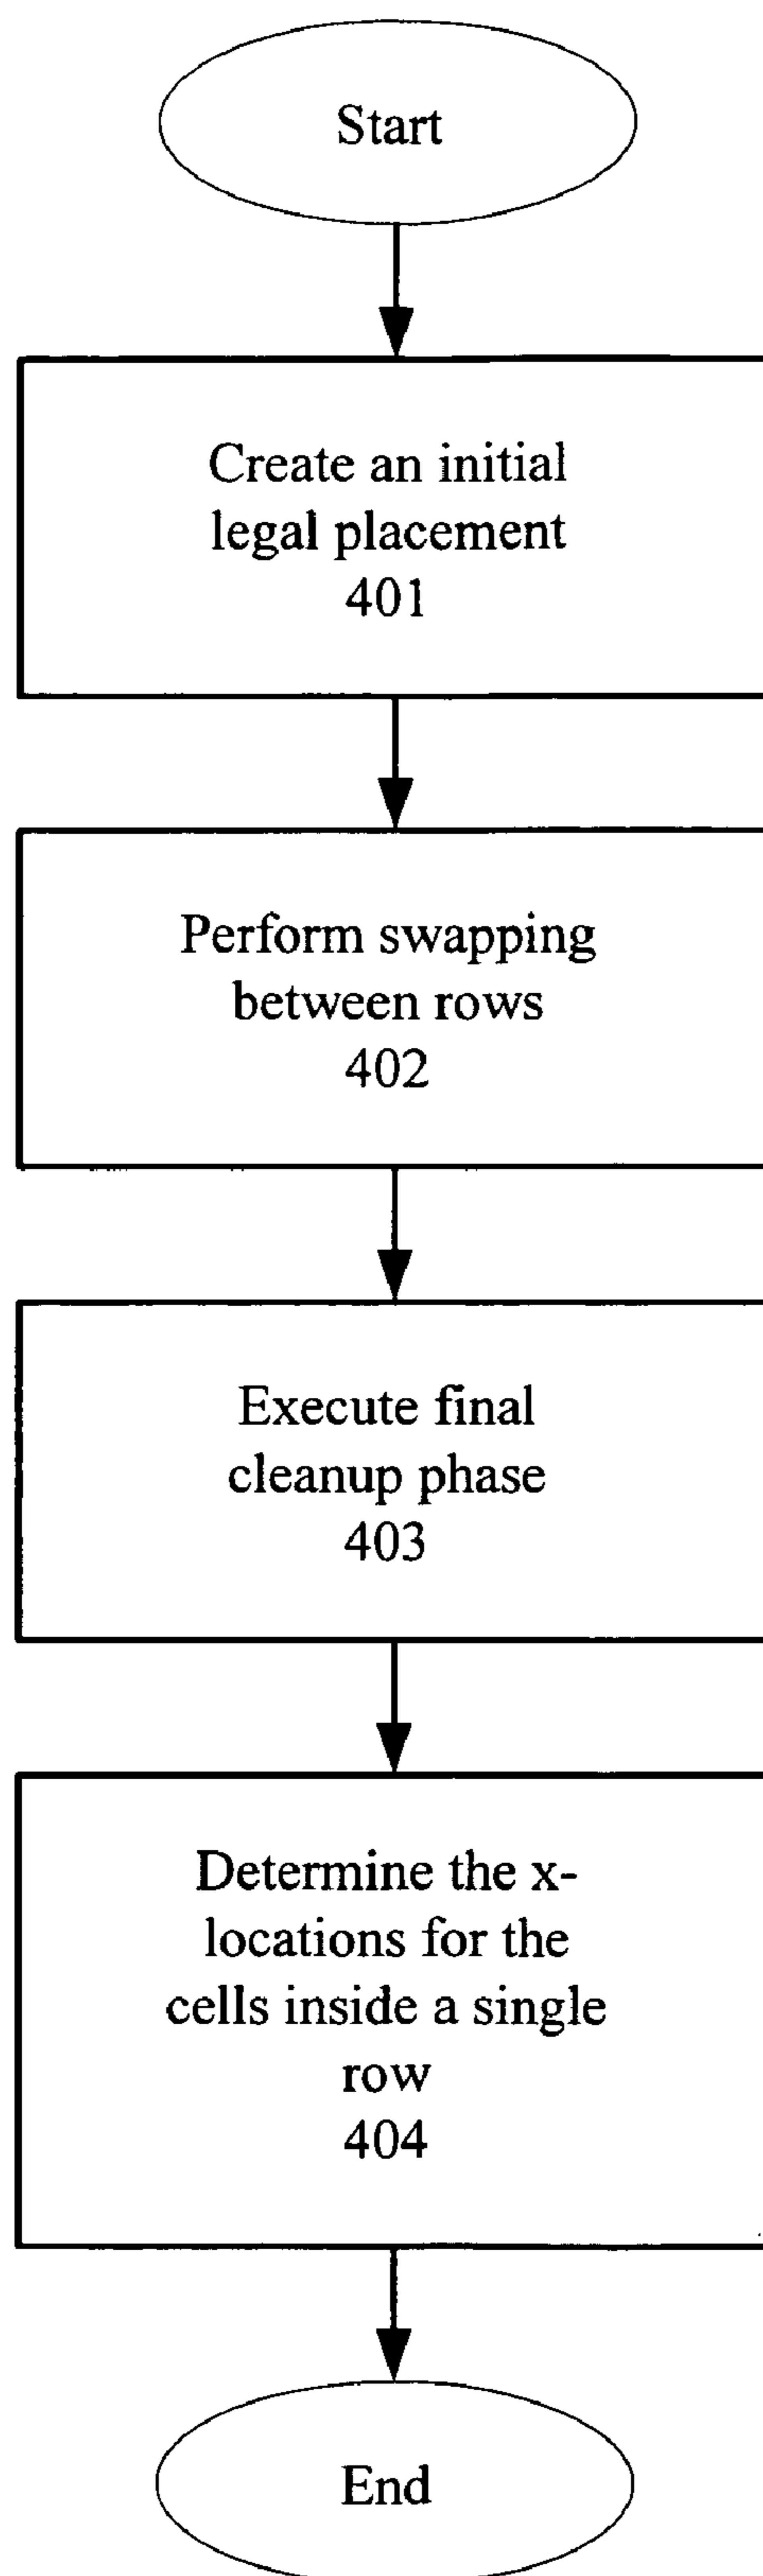 Start
Create an initial
legal placement
401
Perform swapping
between rows
402
Execute final
cleanup phase
403
Determine the x-
locations for the
cells inside a single
row
404
End